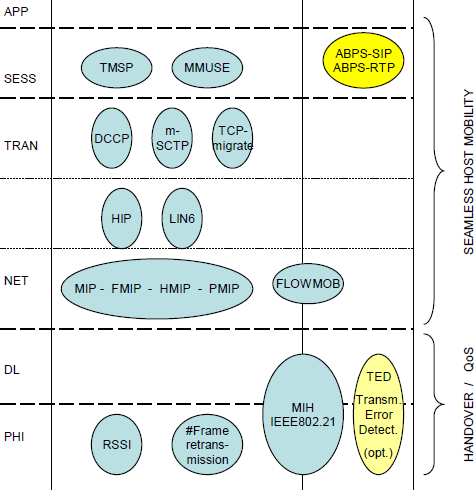 APP
SESS
TMSP
MMUSE
ABPS-SIP
ABPS-RTP
TRAN
DCCP
m-
SCTP
TCP-
migrate
HIP
LIN6
NET
MIP - FMIP - HMIP - PMIP
FLOWMOB
SEAMLESS HOST MOBILITY
DL
PHI
MIH
IEEE802.21
TED
Transm.
Error
Detect.
(opt.)
RSSI
#Frame
retrans-
mission
HANDOVER / QoS